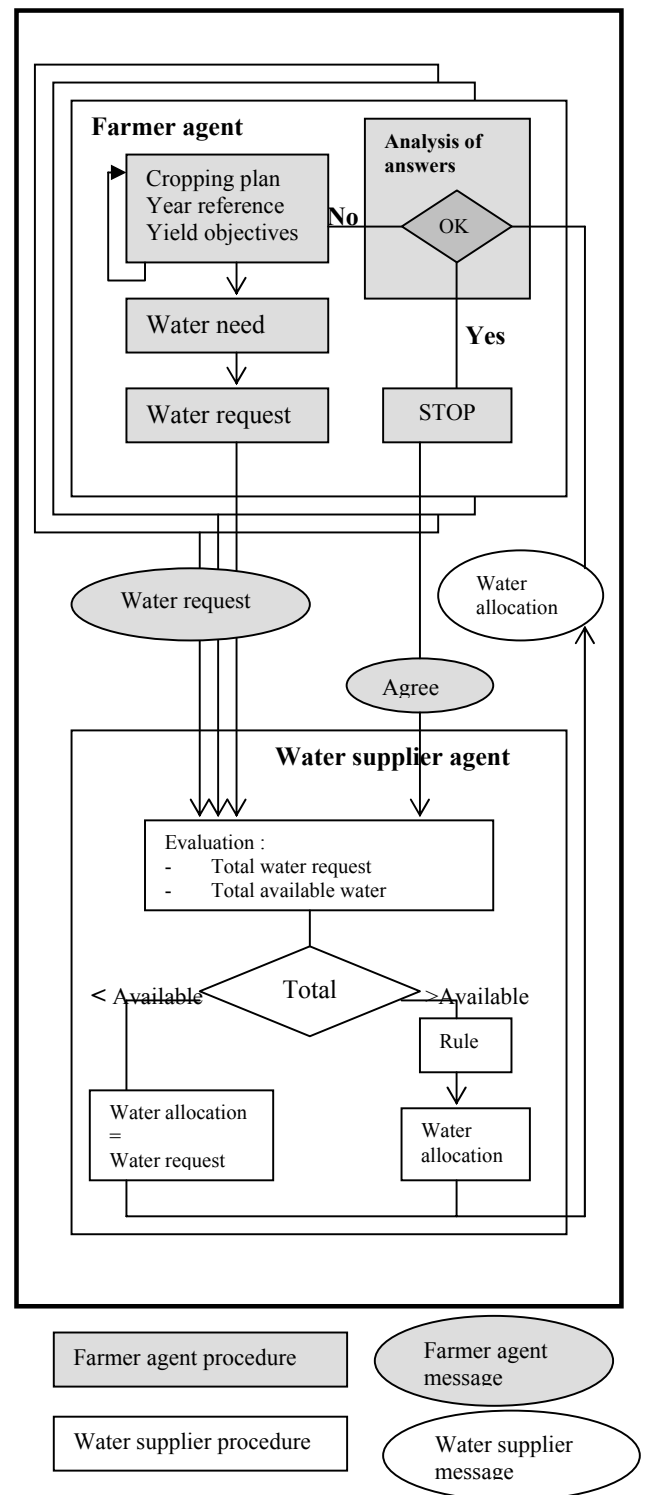 Farmer agent
Analysis of
answers
Cropping plan
Year reference
Yield objectives
No
OK
Water need
Yes
Water request
STOP
Water request
Water
allocation
Agree
Water supplier agent
Evaluation :
- Total water request
- Total available water
< Available
Total
>Available
Rule
Water allocation
=
Water request
Water
allocation
Farmer agent procedure
Farmer agent
message
Water supplier procedure
Water supplier
message